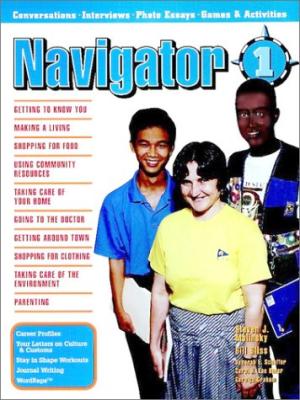 Conversations · Interviews · Photo Essays · Games & Activities
Navigator 1
GETTING TO KNOW YOU
MAKING A LIVING
SHOPPING FOR FOOD
USING COMMUNITY
RESOURCES
TAKING CARE OF
YOUR HOME
GOING TO THE DOCTOR
GETTING AROUND TOWN
SHOPPING FOR CLOTHING
TAKING CARE OF THE
ENVIRONMENT
PARENTING
Career Profiles
Your Letters on Culture
& Customs
Stay in Shape Workouts
Journal Writing
WordRaps™
Steven J.
Molinsky
Bill Bliss